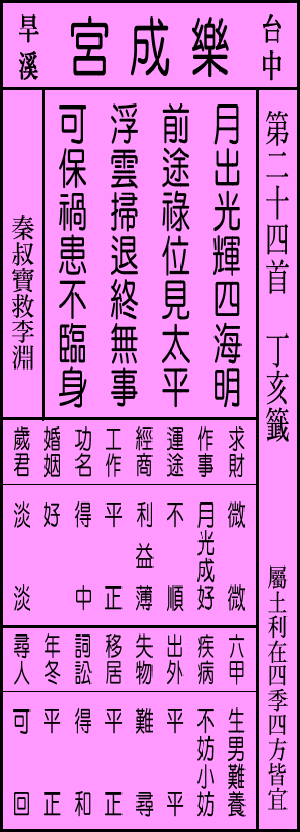 台中
樂成宮
旱溪
第二十四首 丁亥籤
屬土利在四季四方皆宜
月出光輝四海明
前途祿位見太平
浮雲掃退終無事
可保禍患不臨身
秦叔寶救李淵
求財 微微
作事 月光成好
運途 不順
經商 利益薄
工作 平正
功名 得中
婚姻 好
歲君 淡淡
六甲 生男難養
疾病 不妨小妨
出外 平平
失物 難尋
移居 平正
詞訟 得和
年冬 平正
尋人 可回